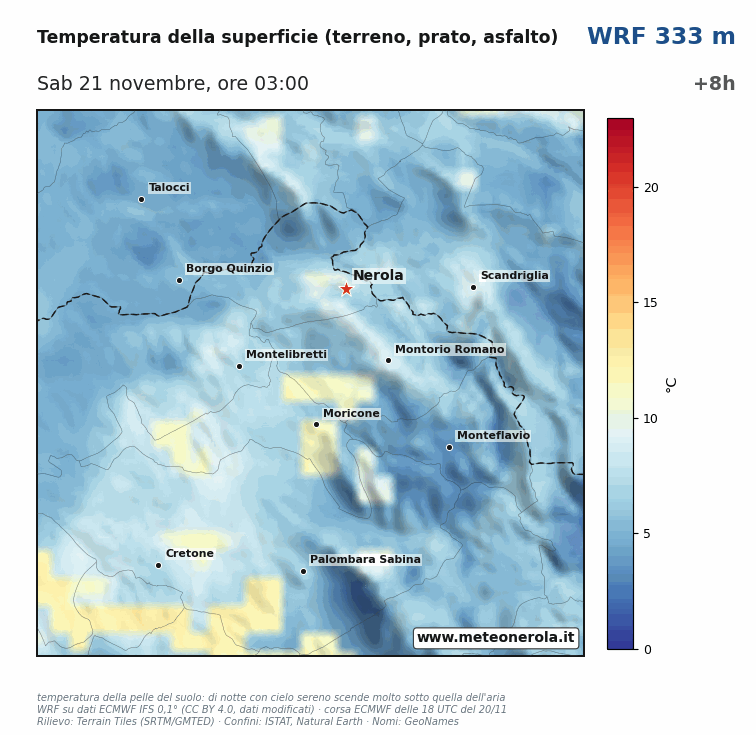 Temperatura della superficie (terreno, prato, asfalto) WRF 333 m
Sab 21 novembre, ore 03:00 +8h
Talocci
Borgo Quinzio
Nerola
Scandriglia
Montelibretti
Montorio Romano
Moricone
Monteflavio
Cretone
Palombara Sabina
www.meteonerola.it
20
15
10
5
0
°C
temperatura della pelle del suolo: di notte con cielo sereno scende molto sotto quella dell'aria
WRF su dati ECMWF IFS 0,1° (CC BY 4.0, dati modificati) · corsa ECMWF delle 18 UTC del 20/11
Rilievo: Terrain Tiles (SRTM/GMTED) · Confini: ISTAT, Natural Earth · Nomi: GeoNames